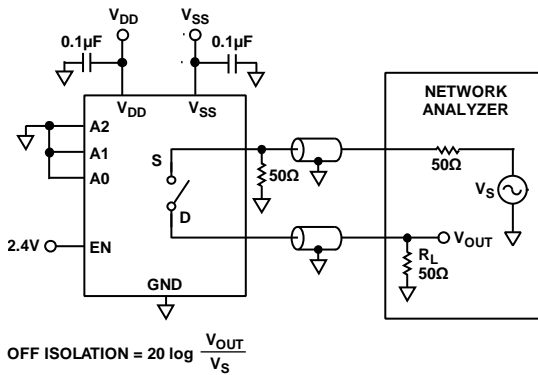 VDD
VSS
0.1µF
0.1µF
VDD
VSS
NETWORK
ANALYZER
A2
A1
A0
S
50Ω
50Ω
VS
D
2.4V
EN
VOUT
RL
50Ω
GND
OFF ISOLATION = 20 log VOUT
VS